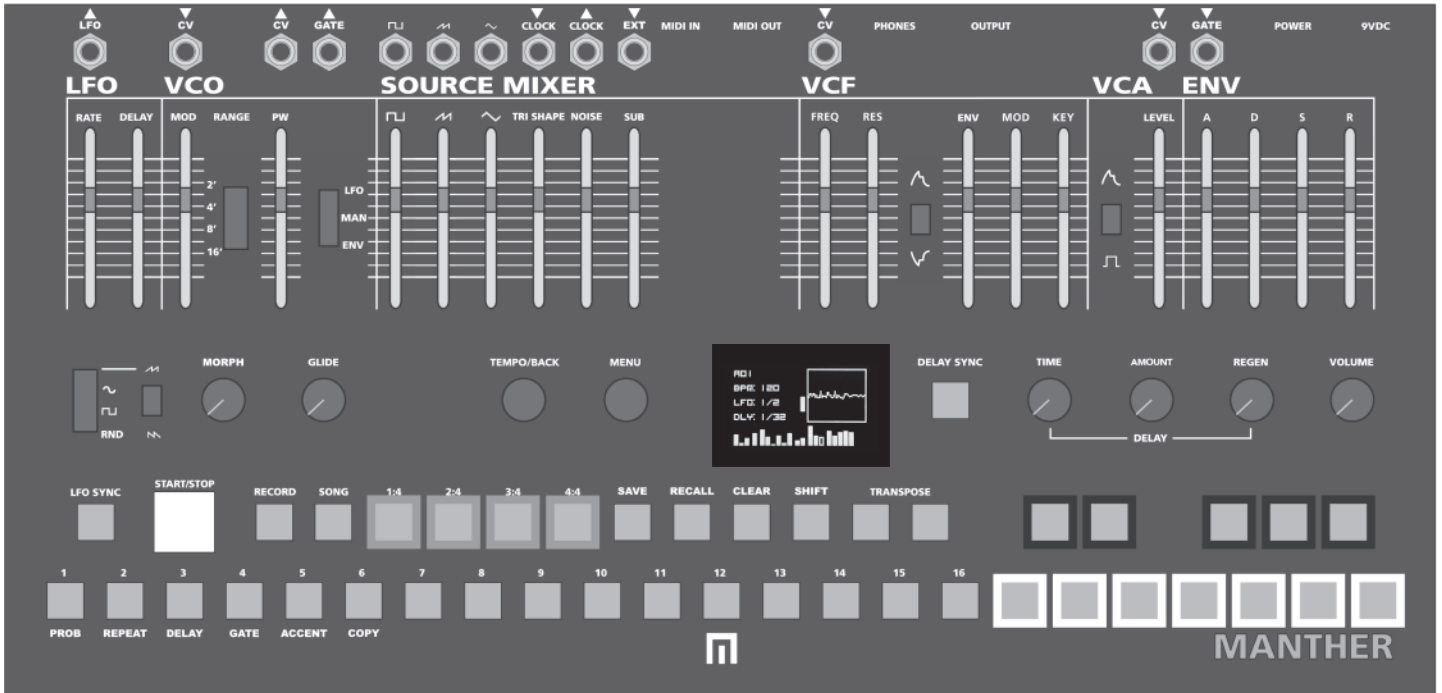 LFO CV CV GATE CLOCK CLOCK EXT MIDI IN MIDI OUT CV PHONES OUTPUT CV GATE POWER 9VDC
LFO VCO SOURCE MIXER VCF VCA ENV
RATE DELAY MOD RANGE PW TRI SHAPE NOISE SUB FREQ RES ENV MOD KEY LEVEL A D S R
2'
4'
8'
16'
LFO
MAN
ENV
MORPH GLIDE TEMPO/BACK MENU DELAY SYNC TIME AMOUNT REGEN VOLUME
RND
A01
BPM: 120
LFO: 1/2
DLY: 1/32
DELAY
LFO SYNC START/STOP RECORD SONG 1:4 2:4 3:4 4:4 SAVE RECALL CLEAR SHIFT TRANSPOSE
1 2 3 4 5 6 7 8 9 10 11 12 13 14 15 16
PROB REPEAT DELAY GATE ACCENT COPY
MANTHER